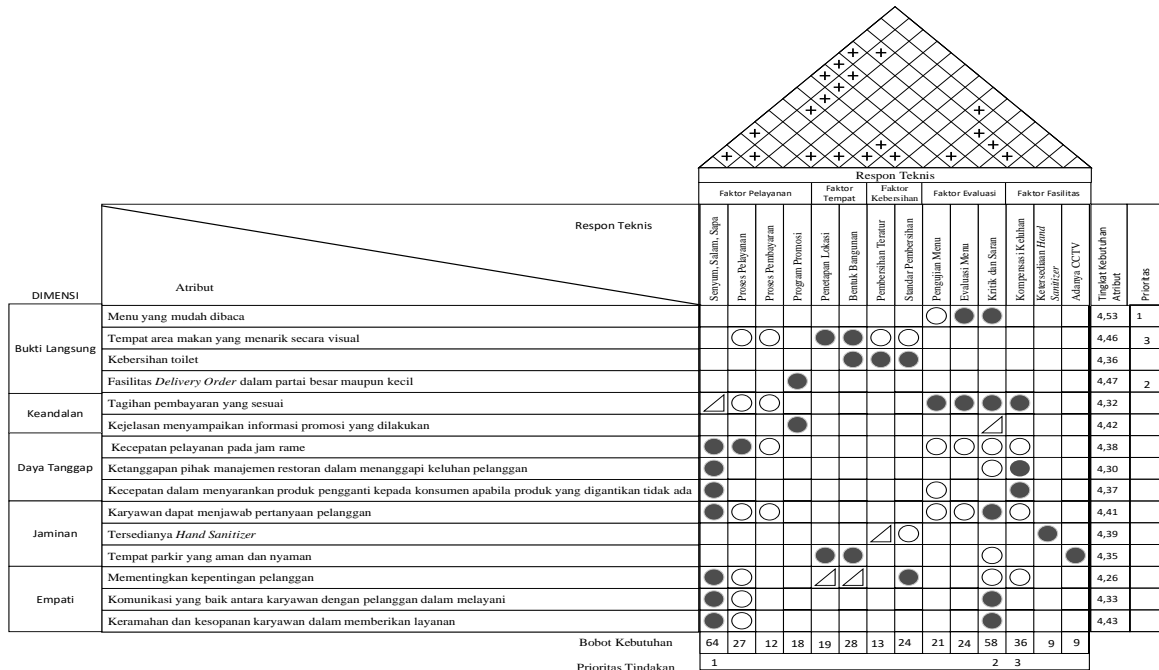 + +
+
+ +
+ +
+
+
+ +
+ +
+ + + + + + +
Respon Teknis
Faktor Pelayanan Faktor Tempat Faktor Kebersihan Faktor Evaluasi Faktor Fasilitas
Respon Teknis
Senyum, Salam, Sapa
Proses Pelayanan
Proses Pembayaran
Program Promosi
Penetapan Lokasi
Bentuk Bangunan
Pembersihan Teratur
Standar Pembersihan
Pengujian Menu
Evaluasi Menu
Kritik dan Saran
Kompensasi Keluhan
Ketersediaan Hand
Sanitizer
Adanya CCTV
Tingkat Kebutuhan
Atribut
Prioritas
DIMENSI Atribut
Menu yang mudah dibaca 4,53 1
Bukti Langsung
Tempat area makan yang menarik secara visual 4,46 3
Kebersihan toilet 4,36
Fasilitas Delivery Order dalam partai besar maupun kecil 4,47 2
Keandalan
Tagihan pembayaran yang sesuai 4,32
Kejelasan menyampaikan informasi promosi yang dilakukan 4,42
Daya Tanggap
Kecepatan pelayanan pada jam rame 4,38
Ketanggapan pihak manajemen restoran dalam menanggapi keluhan pelanggan 4,30
Kecepatan dalam menyarankan produk pengganti kepada konsumen apabila produk yang digantikan tidak ada 4,37
Jaminan
Karyawan dapat menjawab pertanyaan pelanggan 4,41
Tersedianya Hand Sanitizer 4,39
Tempat parkir yang aman dan nyaman 4,35
Empati
Mementingkan kepentingan pelanggan 4,26
Komunikasi yang baik antara karyawan dengan pelanggan dalam melayani 4,33
Keramahan dan kesopanan karyawan dalam memberikan layanan 4,43
Bobot Kebutuhan 64 27 12 18 19 28 13 24 21 24 58 36 9 9
Prioritas Tindakan 1 2 3